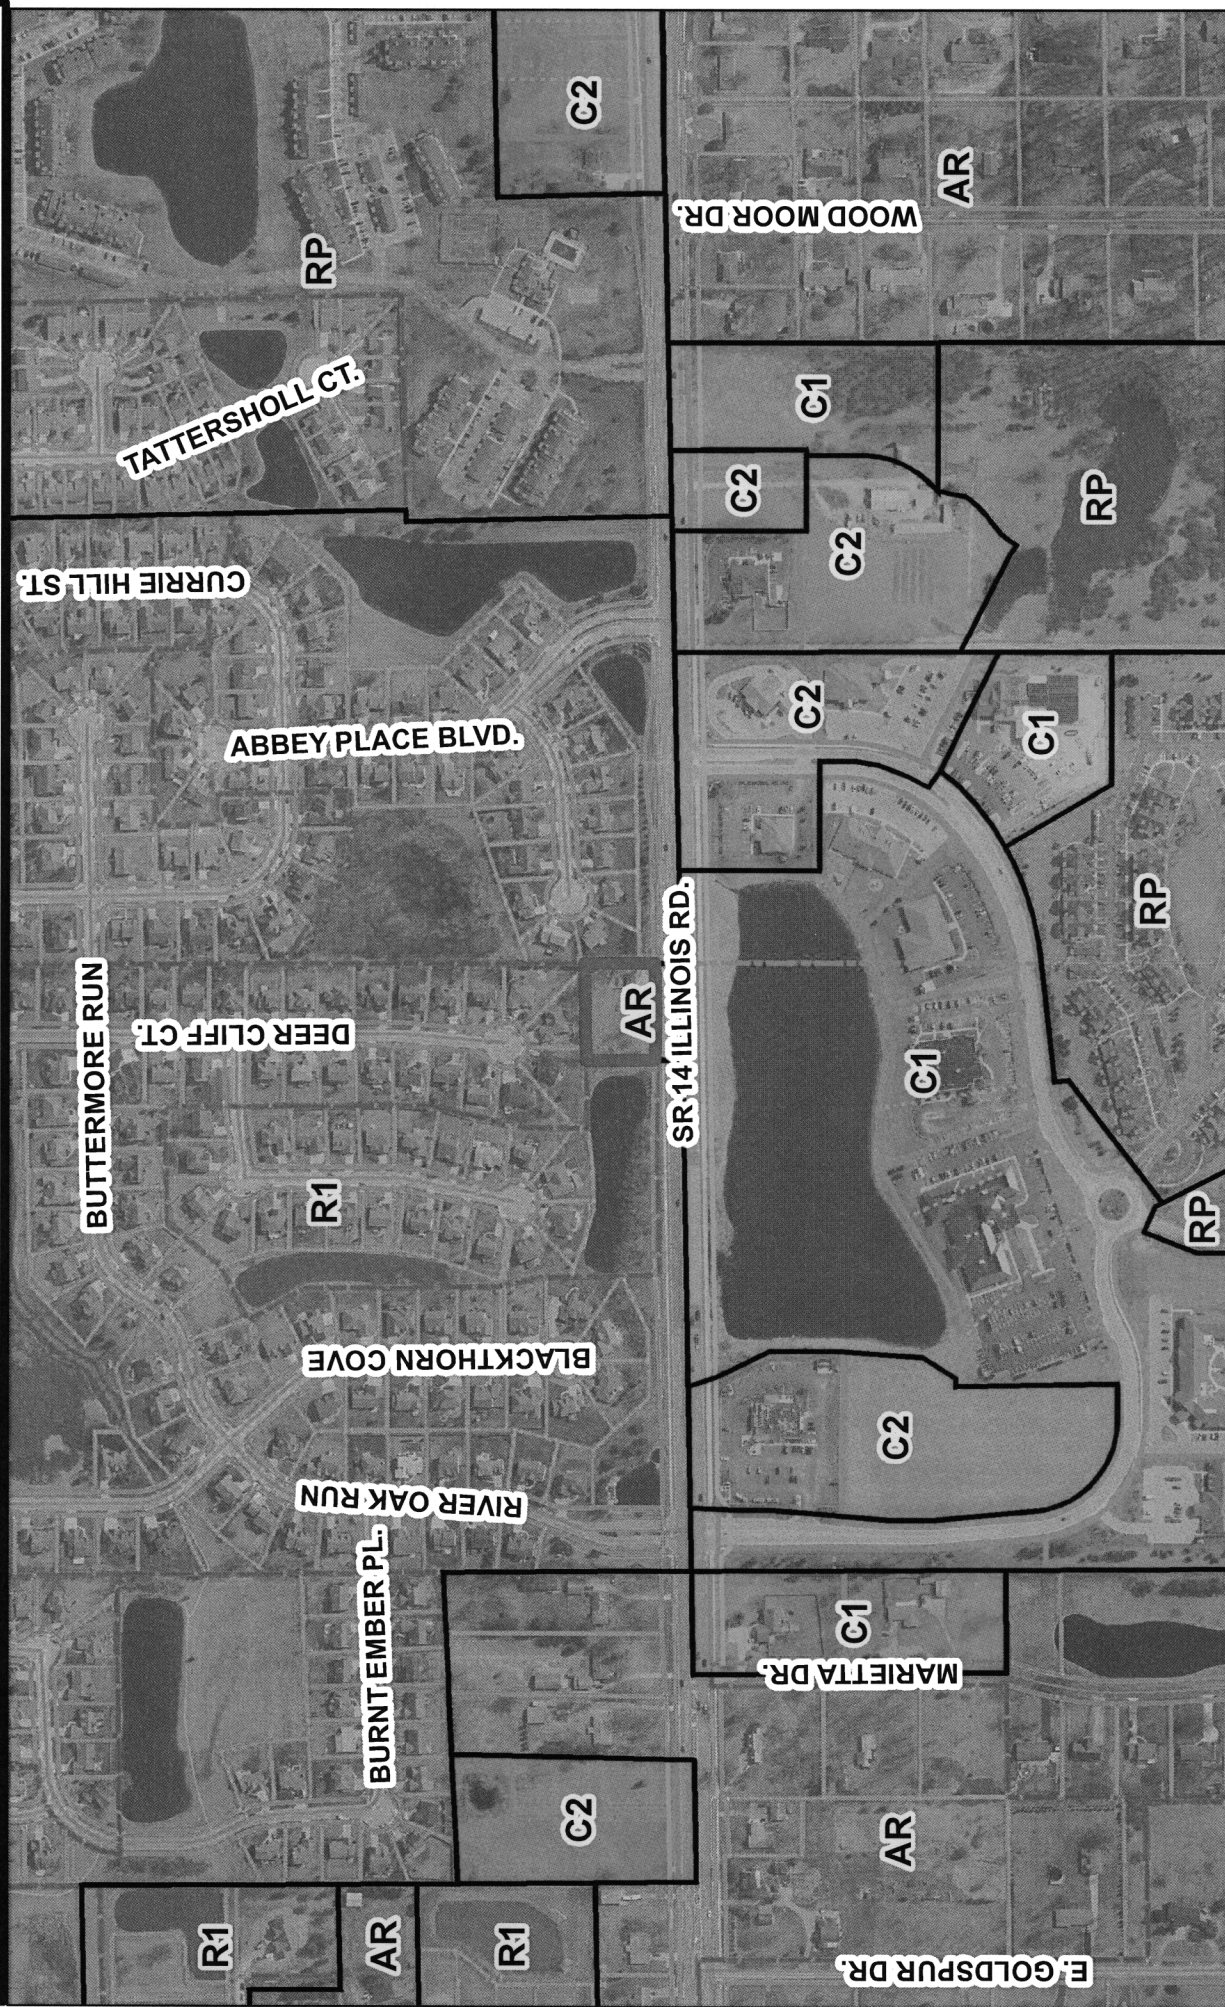 C2
AR
WOOD MOOR DR.
RP
TATTERSHOLL CT.
C1
C2
RP
C2
CURRIE HILL ST.
ABBEY PLACE BLVD.
C2
C1
RP
SR 14 ILLINOIS RD.
BUTTERMORE RUN
DEER CLIFF CT.
AR
C1
R1
RP
BLACKTHORN COVE
C2
RIVER OAK RUN
BURNT EMBER PL.
C1
MARIETTA DR.
C2
AR
R1
AR
R1
E. GOLDSPUR DR.